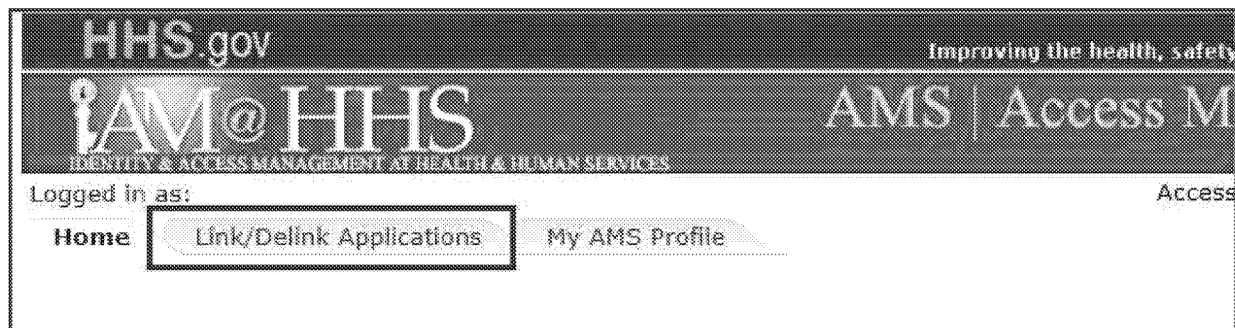 HHS.gov
Improving the health, safety
iAM@HHS
AMS | Access M
IDENTITY & ACCESS MANAGEMENT AT HEALTH & HUMAN SERVICES
Logged in as:
Access
Home Link/Delink Applications My AMS Profile